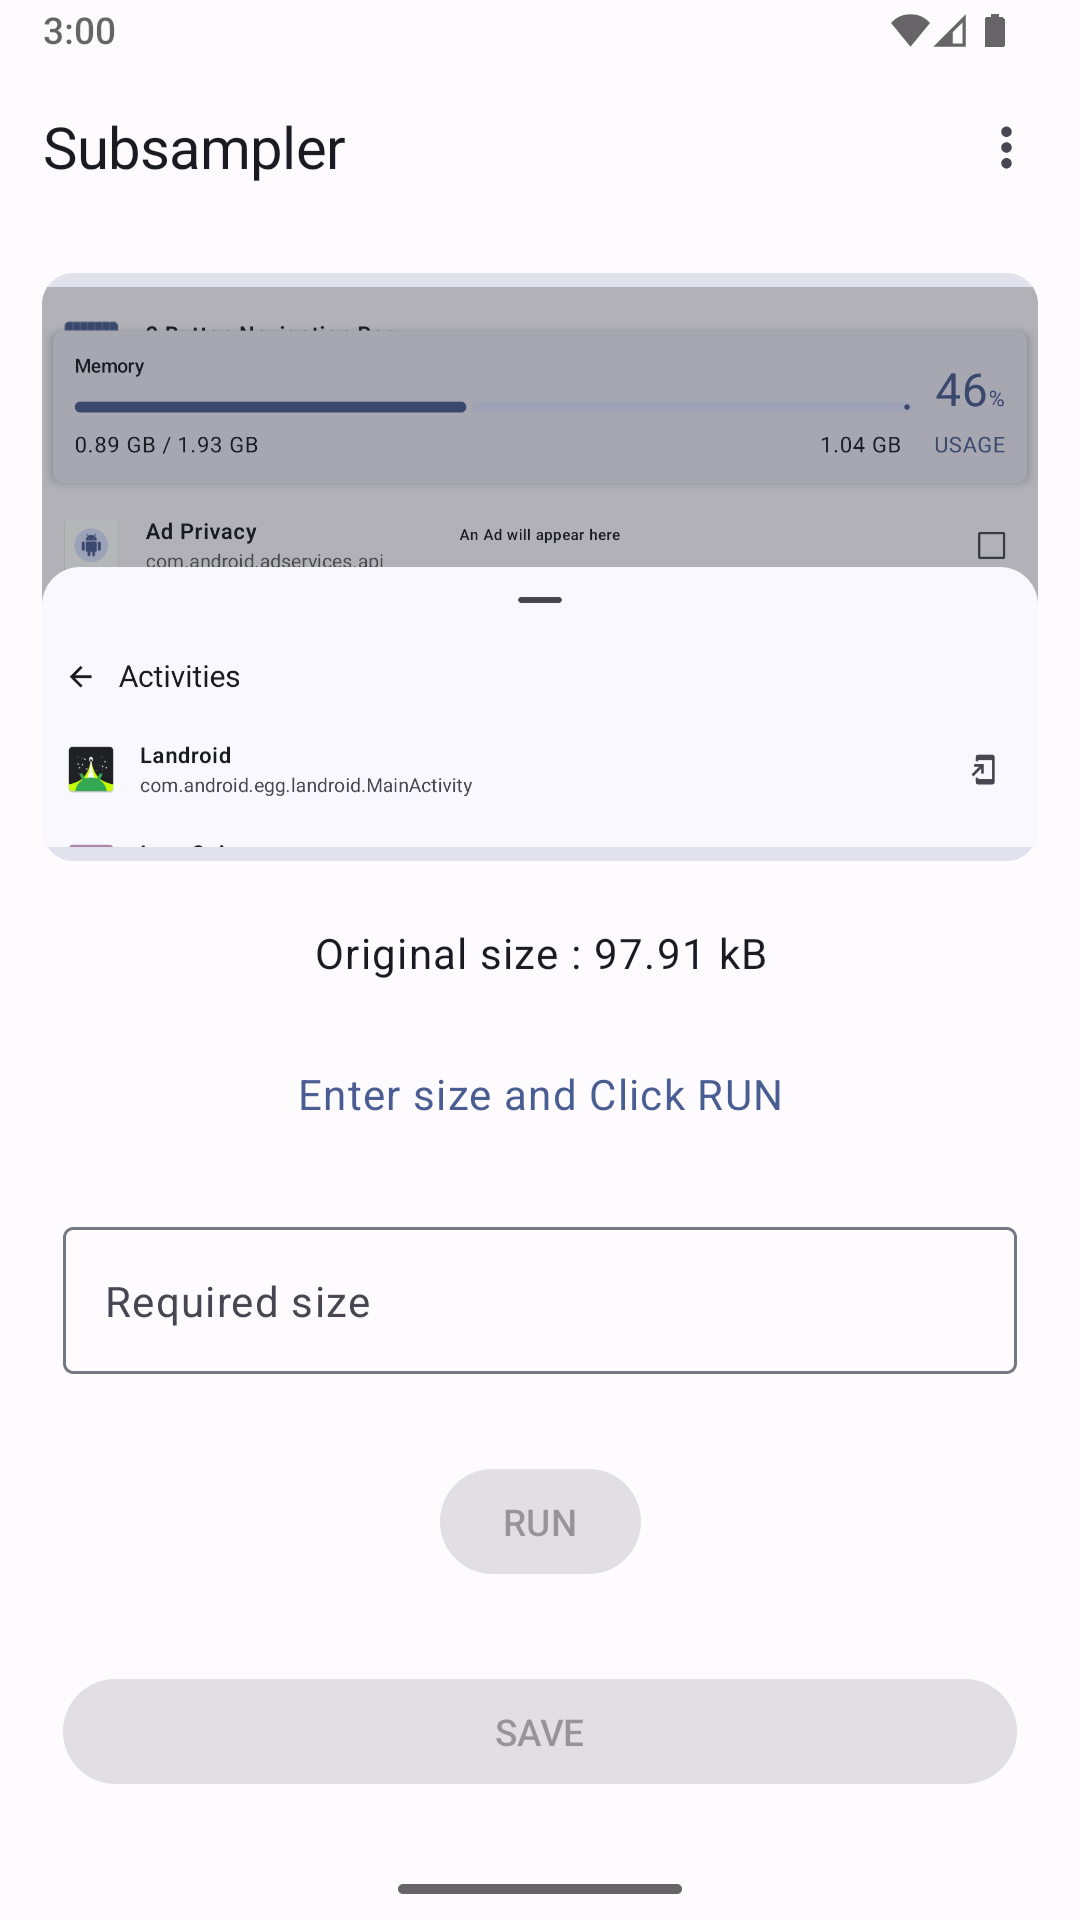 3:00
Subsampler
Memory
46%
0.89 GB / 1.93 GB
1.04 GB
USAGE
Ad Privacy
An Ad will appear here
com.android.adservices.api
Activities
Landroid
com.android.egg.landroid.MainActivity
Original size : 97.91 kB
Enter size and Click RUN
Required size
RUN
SAVE